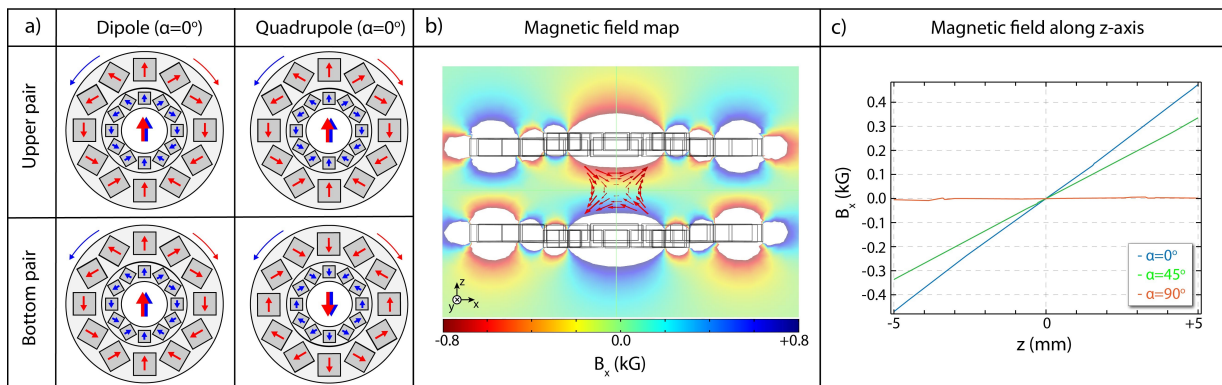 a)
Dipole (α=0°)
Quadrupole (α=0°)
b)
Magnetic field map
c)
Magnetic field along z-axis
Upper pair
Bottom pair
z
y
x
-0.8
0.0
+0.8
B_x (kG)
0.4
0.3
0.2
0.1
0.0
-0.1
-0.2
-0.3
-0.4
B_x (kG)
- α=0°
- α=45°
- α=90°
-5
0
+5
z (mm)